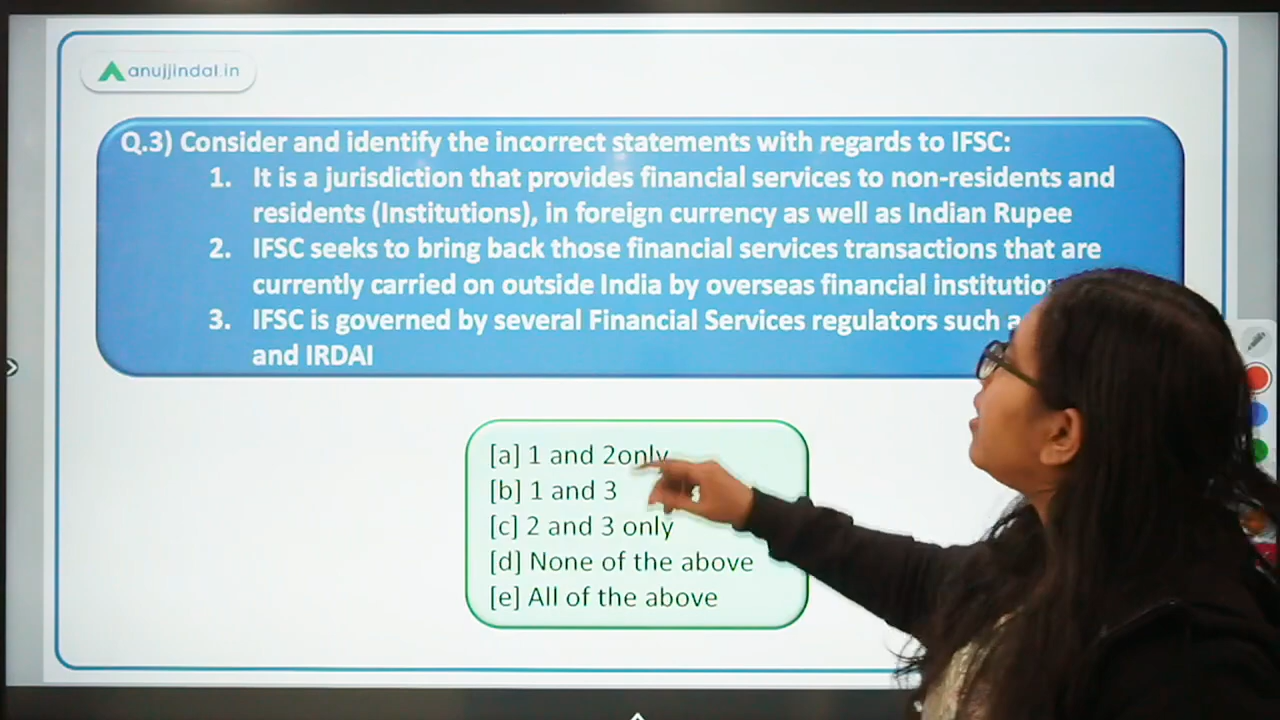 anujjindal.in
Q.3) Consider and identify the incorrect statements with regards to IFSC:
1. It is a jurisdiction that provides financial services to non-residents and
residents (Institutions), in foreign currency as well as Indian Rupee
2. IFSC seeks to bring back those financial services transactions that are
currently carried on outside India by overseas financial
3. IFSC is governed by several Financial Services regulators such
and IRDAI
[a] 1 and 2only
[b] 1 and 3
[c] 2 and 3 only
[d] None of the above
[e] All of the above